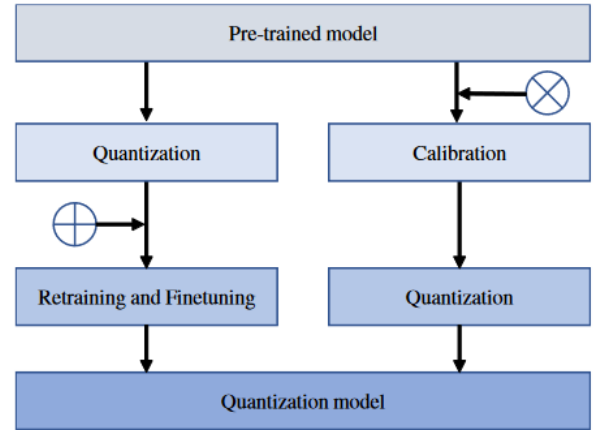 Pre-trained model
Quantization
Calibration
Retraining and Finetuning
Quantization
Quantization model